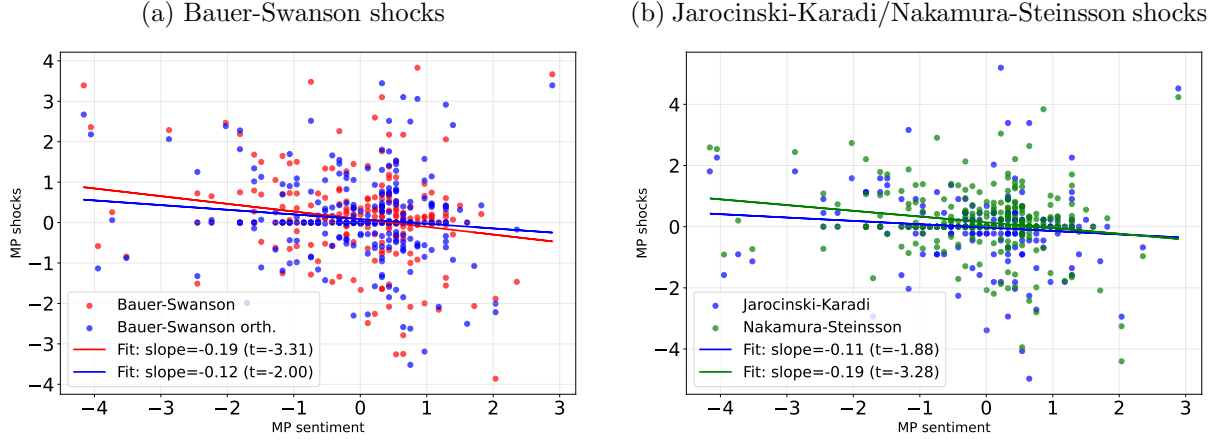 (a) Bauer-Swanson shocks
4
3
2
1
0
−1
−2
−3
−4
MP shocks
Bauer-Swanson
Bauer-Swanson orth.
Fit: slope=-0.19 (t=-3.31)
Fit: slope=-0.12 (t=-2.00)
−4 −3 −2 −1 0 1 2 3
MP sentiment
(b) Jarocinski-Karadi/Nakamura-Steinsson shocks
4
2
0
−2
−4
MP shocks
Jarocinski-Karadi
Nakamura-Steinsson
Fit: slope=-0.11 (t=-1.88)
Fit: slope=-0.19 (t=-3.28)
−4 −3 −2 −1 0 1 2 3
MP sentiment